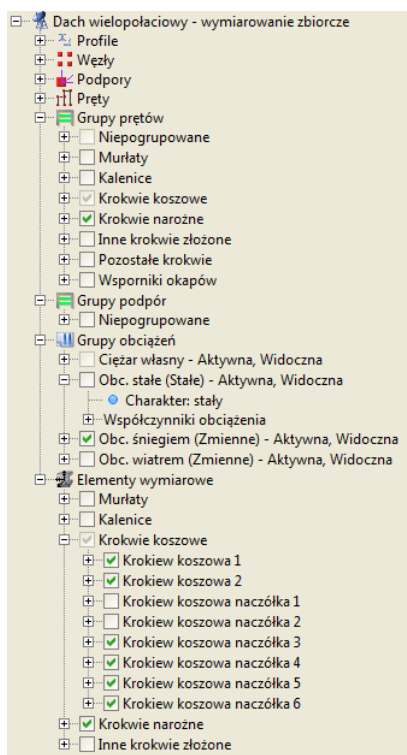 Dach wielopołaciowy - wymiarowanie zbiorcze
Profile
Węzły
Podpory
Pręty
Grupy prętów
Niepogrupowane
Murłaty
Kalenice
Krokwie koszowe
Krokwie narożne
Inne krokwie złożone
Pozostałe krokwie
Wsporniki okapów
Grupy podpór
Niepogrupowane
Grupy obciążeń
Ciężar własny - Aktywna, Widoczna
Obc. stałe (Stałe) - Aktywna, Widoczna
Charakter: stały
Współczynniki obciążenia
Obc. śniegiem (Zmienne) - Aktywna, Widoczna
Obc. wiatrem (Zmienne) - Aktywna, Widoczna
Elementy wymiarowe
Murłaty
Kalenice
Krokwie koszowe
Krokiew koszowa 1
Krokiew koszowa 2
Krokiew koszowa naczółka 1
Krokiew koszowa naczółka 2
Krokiew koszowa naczółka 3
Krokiew koszowa naczółka 4
Krokiew koszowa naczółka 5
Krokiew koszowa naczółka 6
Krokwie narożne
Inne krokwie złożone